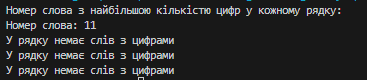 Номер слова з найбільшою кількістю цифр у кожному рядку:
Номер слова: 11
У рядку немає слів з цифрами
У рядку немає слів з цифрами
У рядку немає слів з цифрами